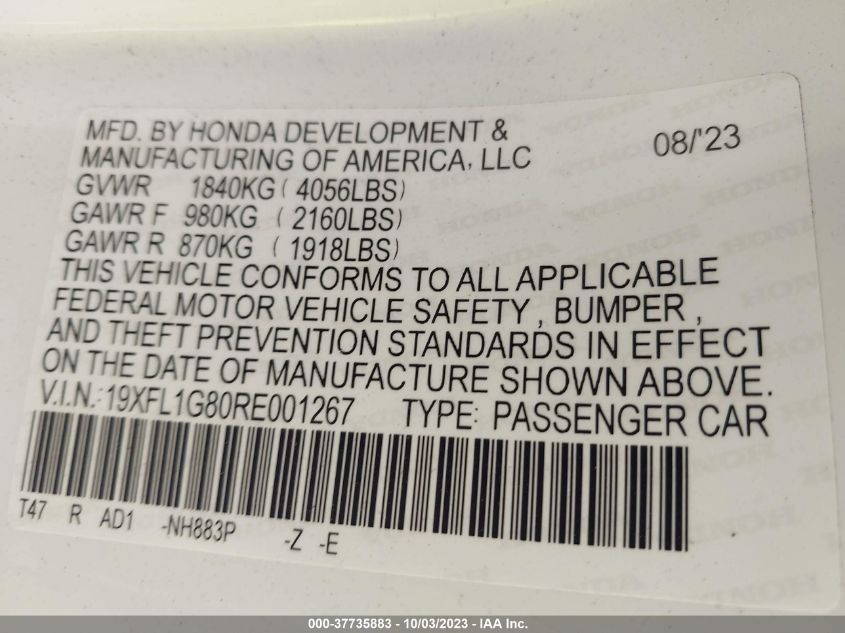 MFD. BY HONDA DEVELOPMENT &
MANUFACTURING OF AMERICA, LLC
08/'23
GVWR 1840KG ( 4056LBS)
GAWR F 980KG ( 2160LBS)
GAWR R 870KG ( 1918LBS)
THIS VEHICLE CONFORMS TO ALL APPLICABLE
FEDERAL MOTOR VEHICLE SAFETY , BUMPER ,
AND THEFT PREVENTION STANDARDS IN EFFECT
ON THE DATE OF MANUFACTURE SHOWN ABOVE.
V.I.N.: 19XFL1G80RE001267 TYPE: PASSENGER CAR
T47 R AD1 -NH883P -Z -E
000-37735883 - 10/03/2023 - IAA Inc.